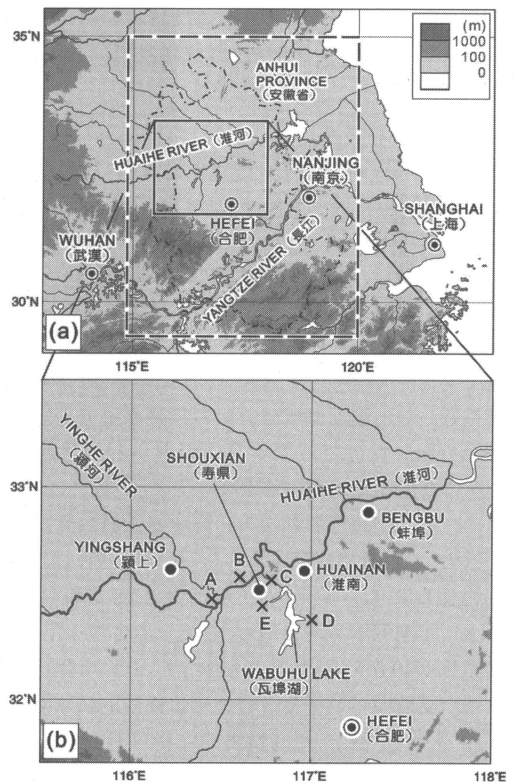 35°N
(m)
1000
100
0
ANHUI
PROVINCE
(安徽省)
HUAIHE RIVER (淮河)
NANJING
(南京)
HEFEI
(合肥)
SHANGHAI
(上海)
WUHAN
(武漢)
YANGTZE RIVER (長江)
30°N
(a)
115°E
120°E
YINGHE RIVER
(潁河)
SHOUXIAN
(寿県)
HUAIHE RIVER (淮河)
33°N
BENGBU
(蚌埠)
YINGSHANG
(潁上)
A
B
C
HUAINAN
(淮南)
E
D
WABUHU LAKE
(瓦埠湖)
32°N
HEFEI
(合肥)
(b)
116°E
117°E
118°E